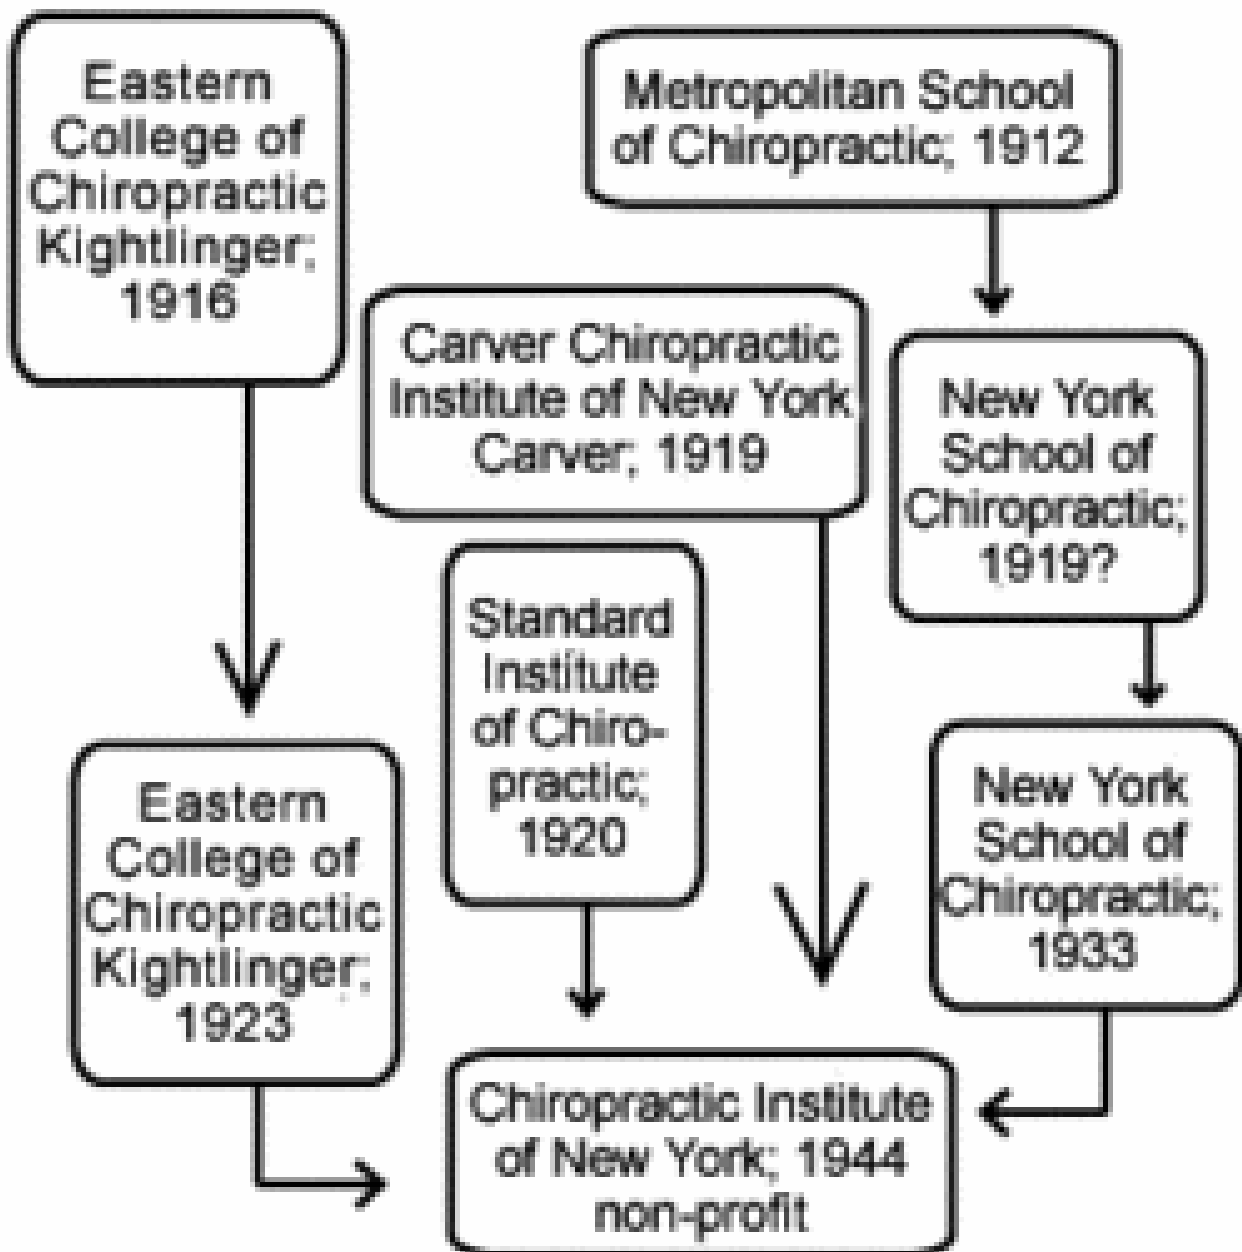 Eastern
College of
Chiropractic
Kightlinger;
1916
Metropolitan School
of Chiropractic; 1912
Carver Chiropractic
Institute of New York
Carver; 1919
New York
School of
Chiropractic;
1919?
Standard
Institute
of Chiro-
practic;
1920
Eastern
College of
Chiropractic
Kightlinger;
1923
New York
School of
Chiropractic;
1933
Chiropractic Institute
of New York; 1944
non-profit